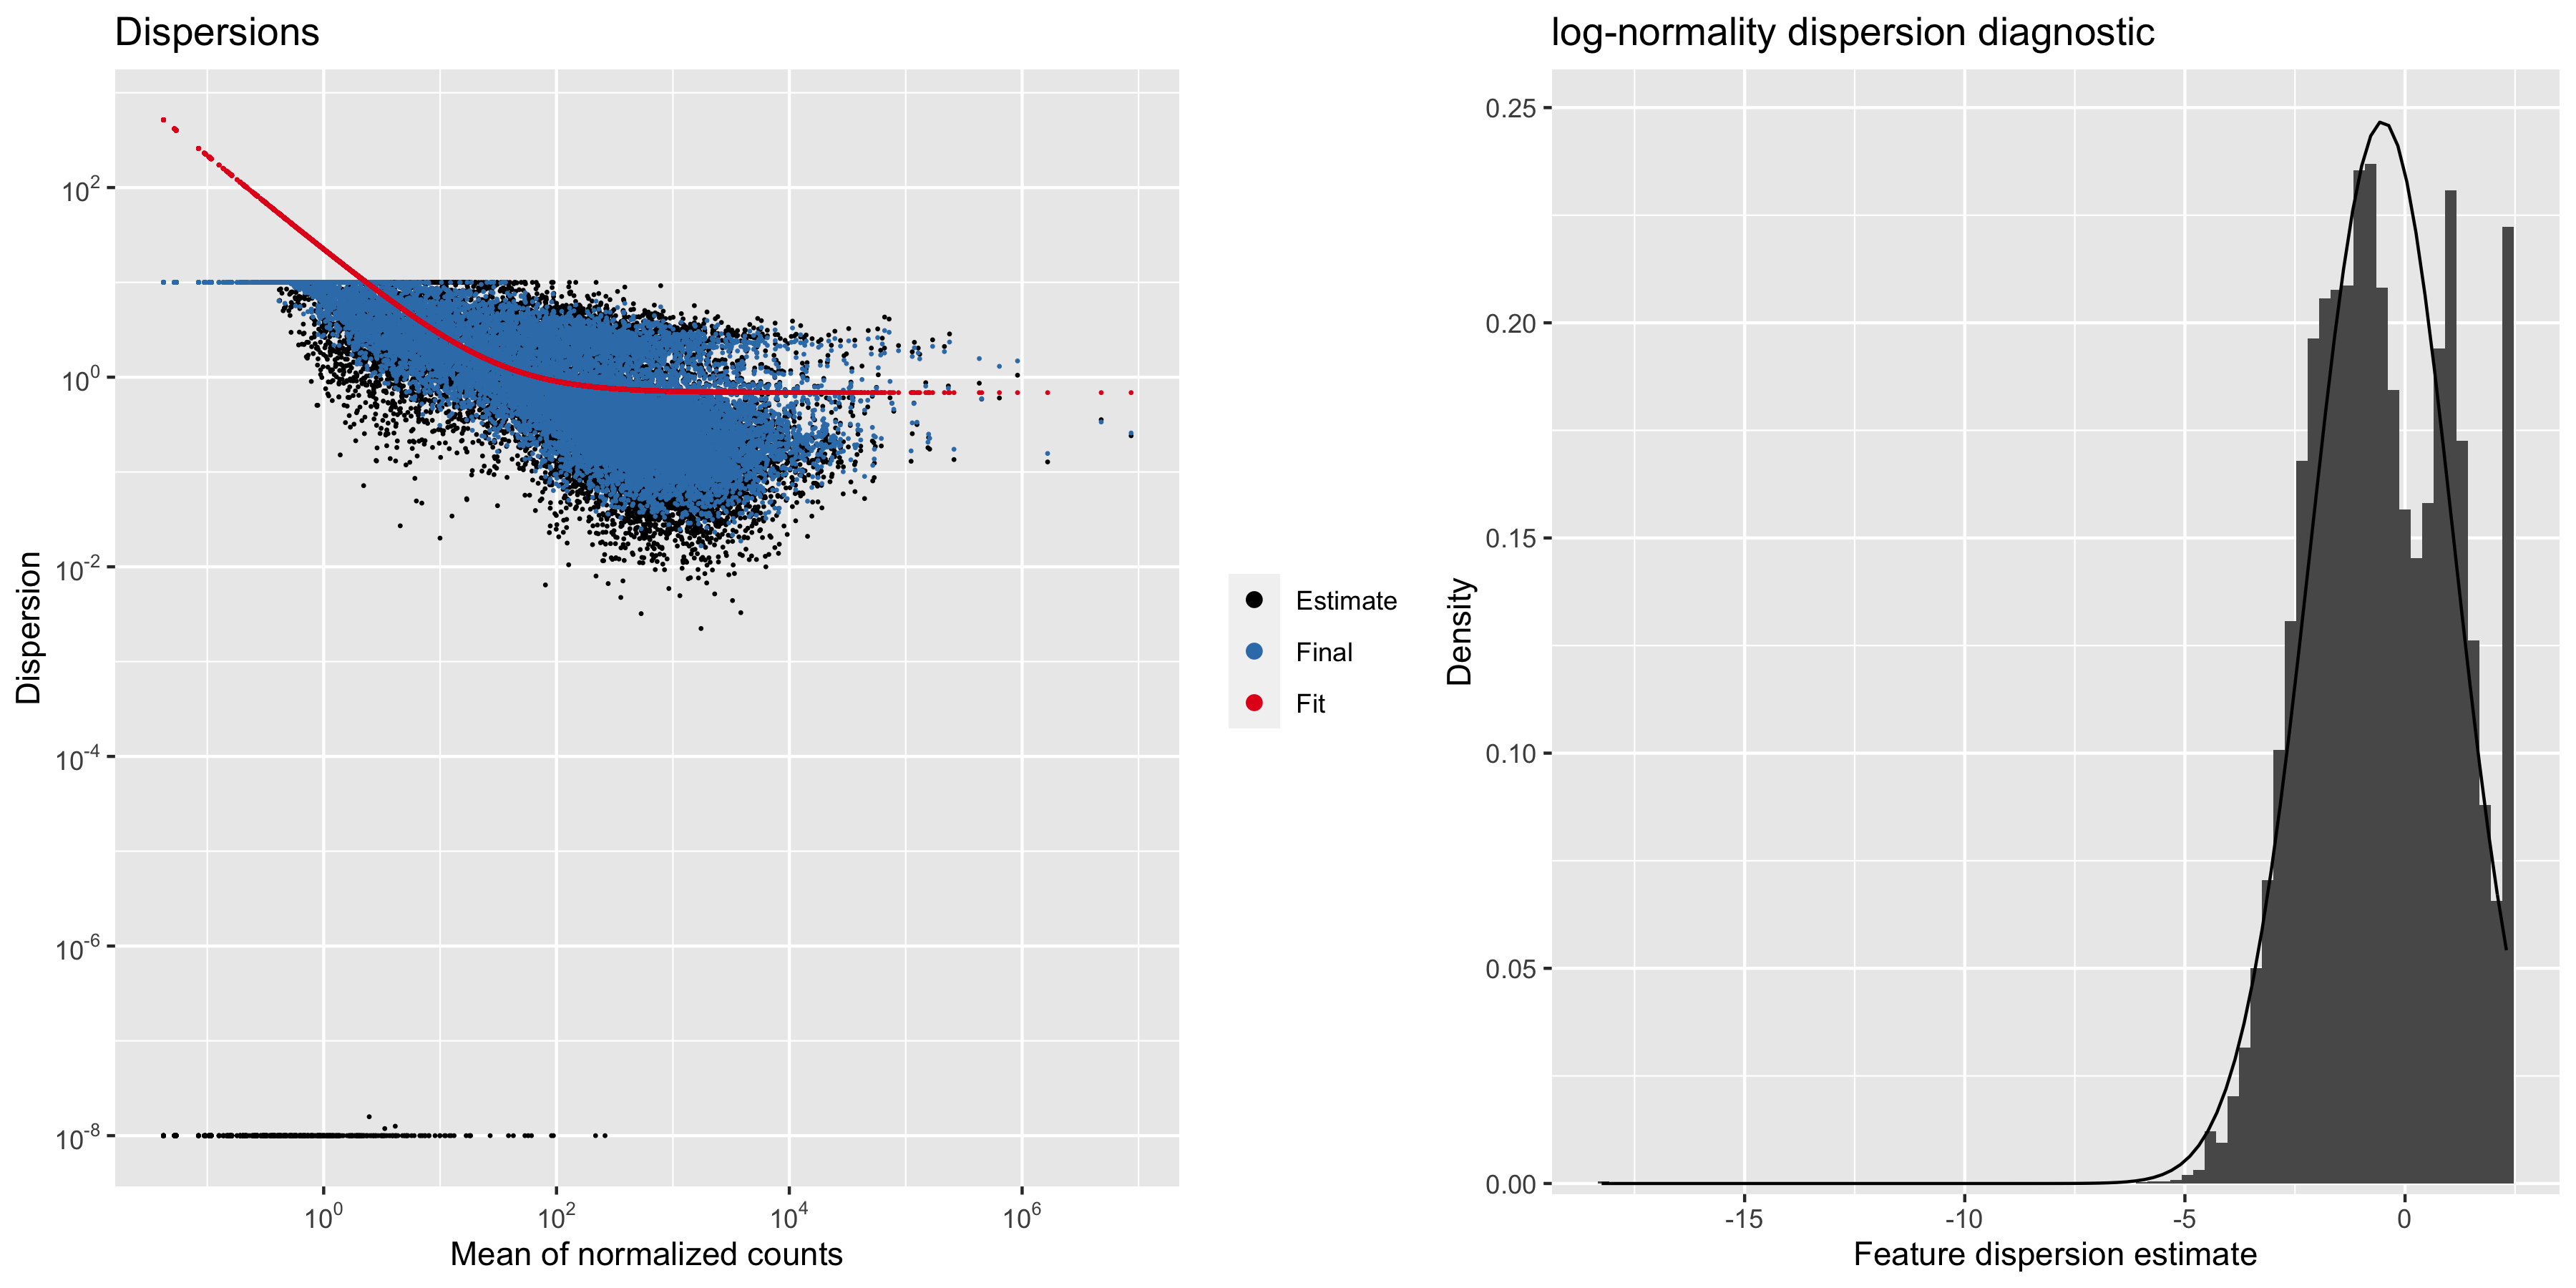 Dispersions
Dispersion
10^2
10^0
10^-2
10^-4
10^-6
10^-8
10^0 10^2 10^4 10^6
Mean of normalized counts
Estimate
Final
Fit
log-normality dispersion diagnostic
Density
0.25
0.20
0.15
0.10
0.05
0.00
-15 -10 -5 0
Feature dispersion estimate